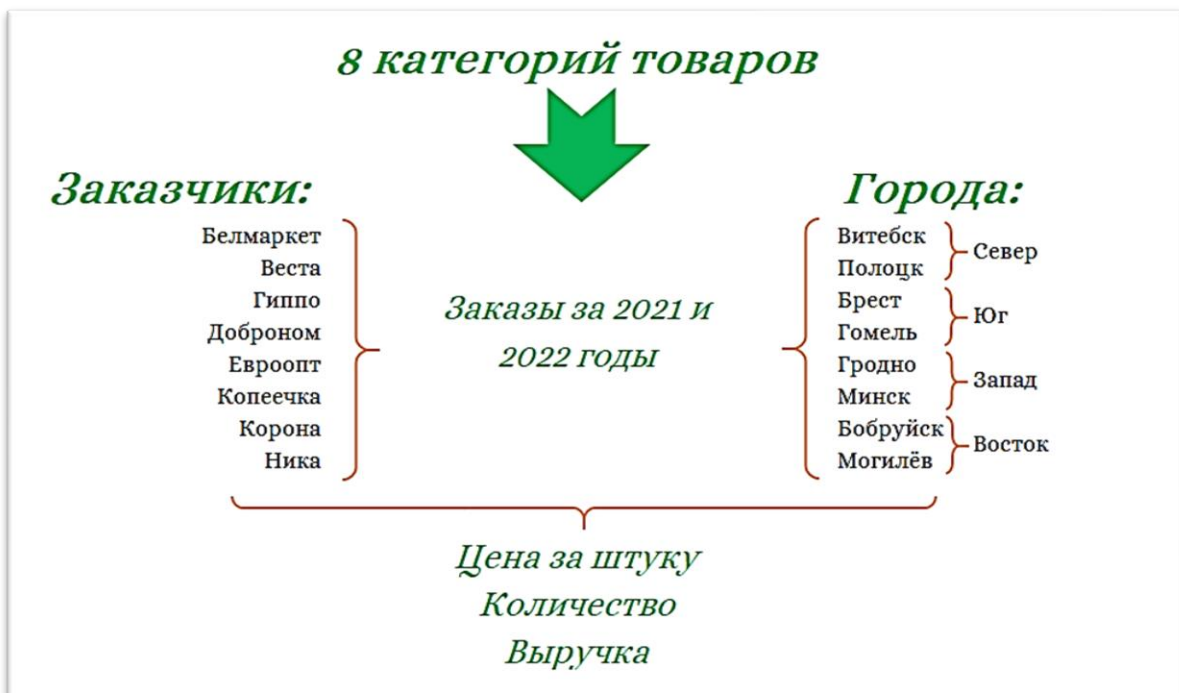 8 категорий товаров
Заказчики:
Белмаркет
Веста
Гиппо
Доброном
Евроопт
Копеечка
Корона
Ника
Заказы за 2021 и
2022 годы
Города:
Витебск
Полоцк
Север
Брест
Гомель
Юг
Гродно
Минск
Запад
Бобруйск
Могилёв
Восток
Цена за штуку
Количество
Выручка